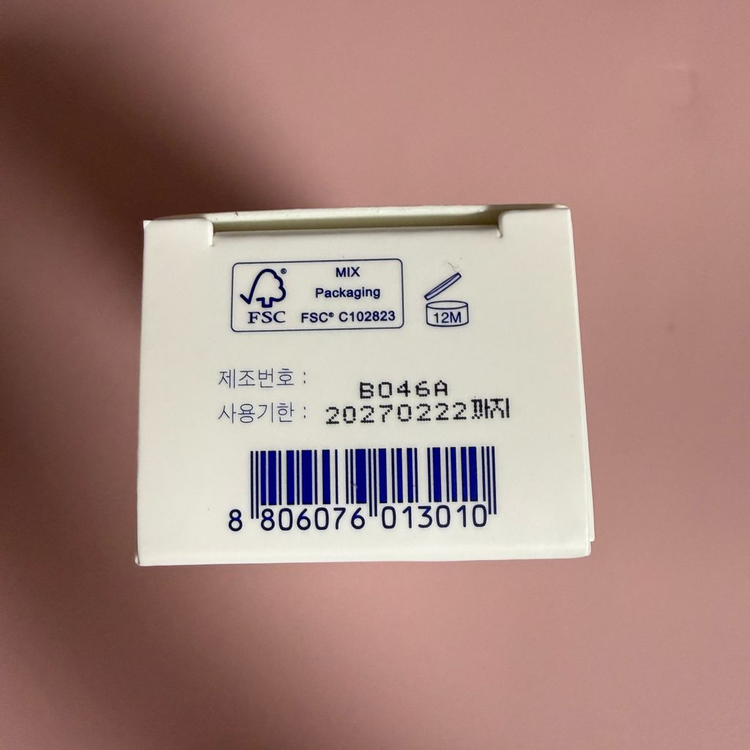 MIX
Packaging
FSC FSC® C102823
12M
제조번호 : B046A
사용기한 : 20270222까지
8 806076 013010